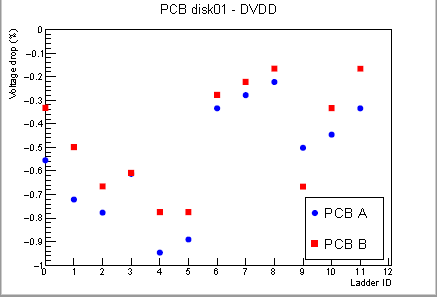 PCB disk01 - DVDD
Voltage drop (%)
0
−0.1
−0.2
−0.3
−0.4
−0.5
−0.6
−0.7
−0.8
−0.9
−1
0 1 2 3 4 5 6 7 8 9 10 11 12
Ladder ID
PCB A
PCB B